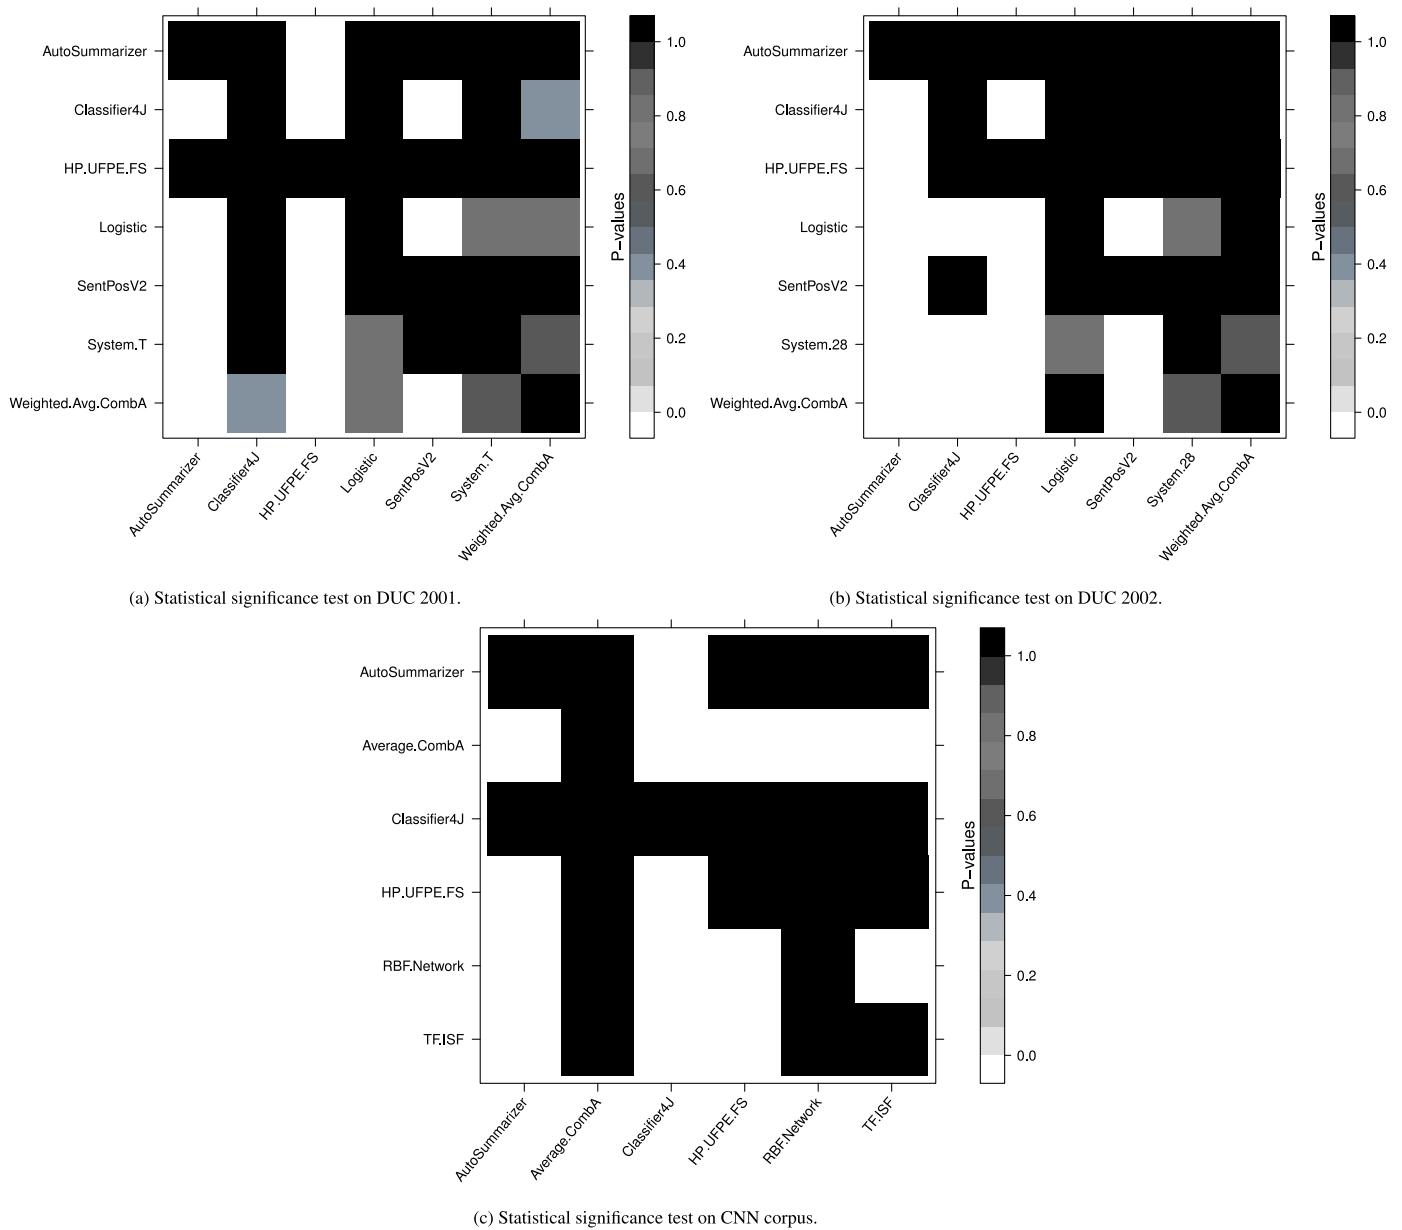 AutoSummarizer
Classifier4J
HP.UFPE.FS
Logistic
SentPosV2
System.T
Weighted.Avg.CombA
AutoSummarizer
Classifier4J
HP.UFPE.FS
Logistic
SentPosV2
System.T
Weighted.Avg.CombA
P−values
1.0
0.8
0.6
0.4
0.2
0.0
(a) Statistical significance test on DUC 2001.
AutoSummarizer
Classifier4J
HP.UFPE.FS
Logistic
SentPosV2
System.28
Weighted.Avg.CombA
AutoSummarizer
Classifier4J
HP.UFPE.FS
Logistic
SentPosV2
System.28
Weighted.Avg.CombA
P−values
1.0
0.8
0.6
0.4
0.2
0.0
(b) Statistical significance test on DUC 2002.
AutoSummarizer
Average.CombA
Classifier4J
HP.UFPE.FS
RBF.Network
TF.ISF
AutoSummarizer
Average.CombA
Classifier4J
HP.UFPE.FS
RBF.Network
TF.ISF
P−values
1.0
0.8
0.6
0.4
0.2
0.0
(c) Statistical significance test on CNN corpus.